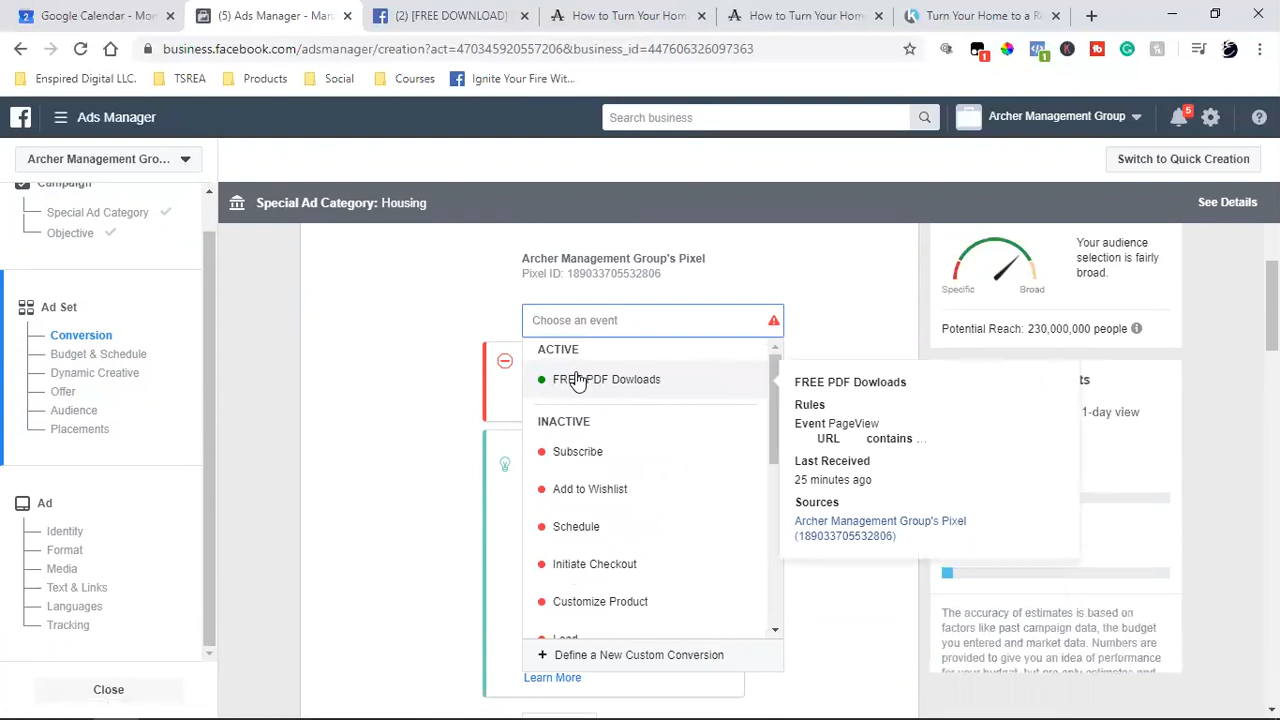 Google Calendar - Mon
(5) Ads Manager - Man
(2) [FREE DOWNLOAD]
How to Turn Your Home
How to Turn Your Home
Turn Your Home to a R
business.facebook.com/adsmanager/creation?act=470345920557206&business_id=447606326097363
1
1
Enspired Digital LLC.
TSREA
Products
Social
Courses
Ignite Your Fire Wit...
Ads Manager
Search business
Archer Management Group
5
Archer Management Gro...
Switch to Quick Creation
Campaign
Special Ad Category
Objective
Special Ad Category: Housing
See Details
Archer Management Group's Pixel
Pixel ID: 189033705532806
Your audience
selection is fairly
broad.
Specific
Broad
Potential Reach: 230,000,000 people
Ad Set
Conversion
Budget & Schedule
Dynamic Creative
Offer
Audience
Placements
Choose an event
ACTIVE
FREE PDF Dowloads
INACTIVE
Subscribe
Add to Wishlist
Schedule
Initiate Checkout
Customize Product
Lead
Define a New Custom Conversion
Learn More
FREE PDF Dowloads
Rules
Event PageView
URL contains ...
Last Received
25 minutes ago
Sources
Archer Management Group's Pixel
(189033705532806)
1-day view
Ad
Identity
Format
Media
Text & Links
Languages
Tracking
Close
The accuracy of estimates is based on
factors like past campaign data, the budget
you entered and market data. Numbers are
provided to give you an idea of performance